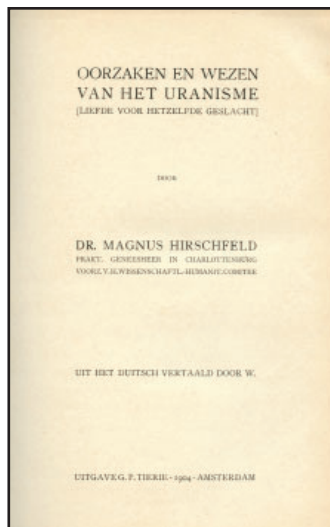 OORZAKEN EN WEZEN
VAN HET URANISME
[LIEFDE VOOR HETZELFDE GESLACHT]
DOOR
DR. MAGNUS HIRSCHFELD
PRAKT. GENEESHEER IN CHARLOTTENBURG
VOORZ. V. H. WISSENSCHAFTL.-HUMANIT. COMITEE
UIT HET DUITSCH VERTAALD DOOR W.
UITGAVE G. P. TIERIE - 1904 - AMSTERDAM